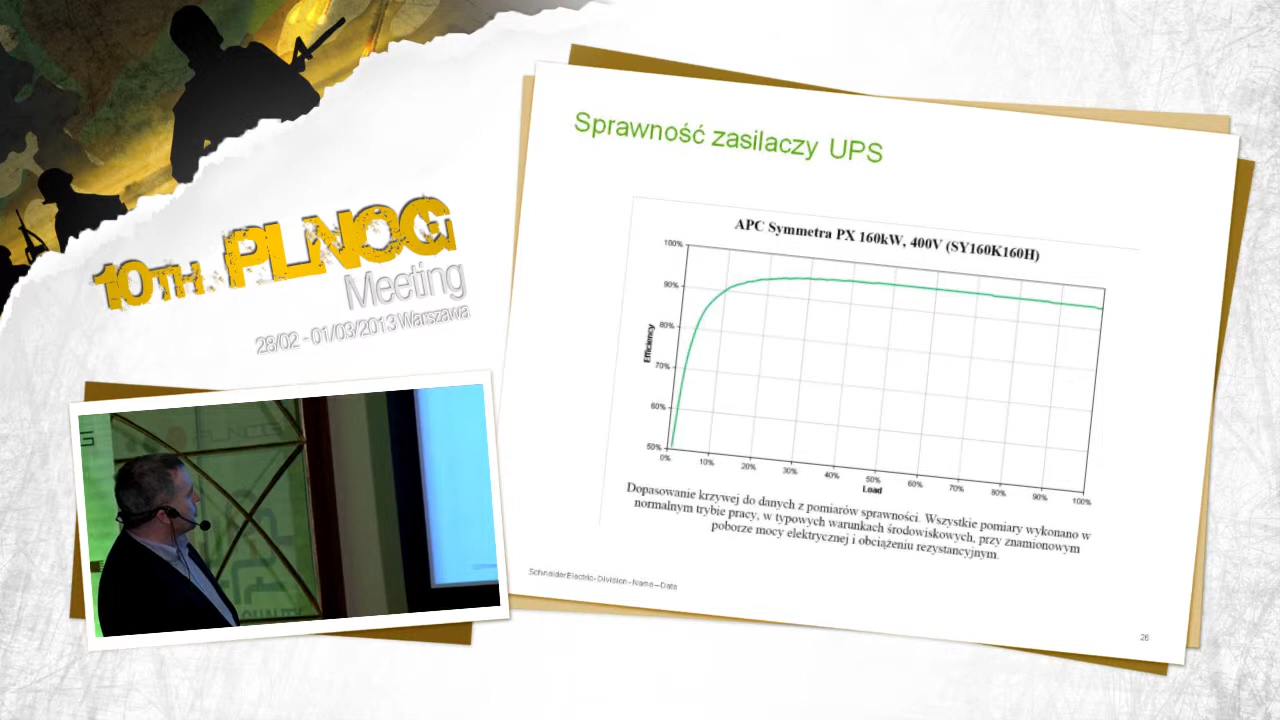 10TH PLNOG
Meeting
28/02 - 01/03/2013 Warszawa
Sprawność zasilaczy UPS
APC Symmetra PX 160kW, 400V (SY160K160H)
100%
90%
80%
70%
60%
50%
Efficiency
0% 10% 20% 30% 40% 50% 60% 70% 80% 90% 100%
Load
Dopasowanie krzywej do danych z pomiarów sprawności. Wszystkie pomiary wykonano w
normalnym trybie pracy, w typowych warunkach środowiskowych, przy znamionowym
poborze mocy elektrycznej i obciążeniu rezystancyjnym.
Schneider Electric - Division - Name – Date
26
G
PLNOG
QUALITY